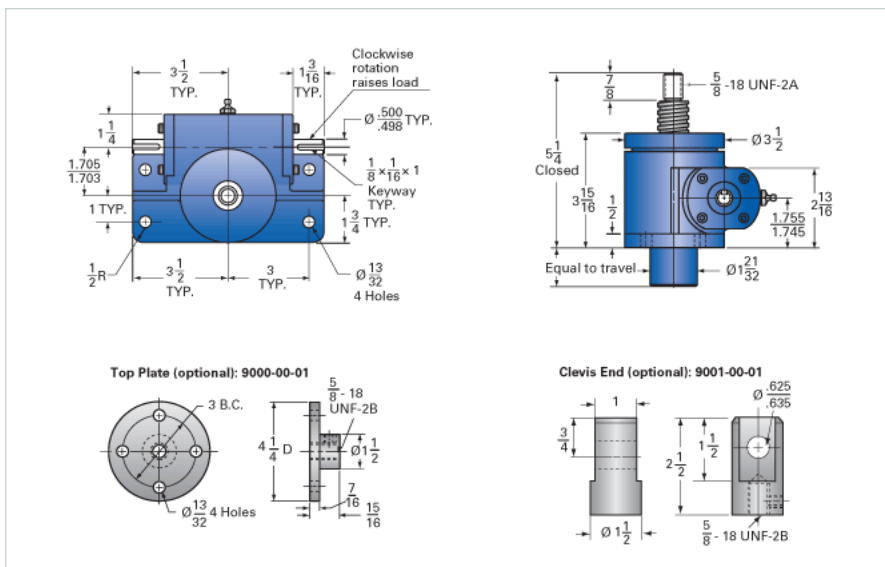 3 1/2
TYP.
1 3/16
TYP.
Clockwise
rotation
raises load
Ø .500/.498 TYP.
1 1/4
1.705/1.703
1/8 × 1/16 × 1
Keyway
TYP.
1 TYP.
1 3/4 TYP.
1/2 R
3 1/2
TYP.
3
TYP.
Ø 13/32
4 Holes
7/8
5/8 -18 UNF-2A
5 1/4
Closed
Ø 3 1/2
3 15/16
1/2
2 13/16
1.755/1.745
Equal to travel
Ø1 21/32
Top Plate (optional): 9000-00-01
3 B.C.
5/8 - 18
UNF-2B
4 1/4 D
Ø1 1/2
7/16
15/16
Ø 13/32 4 Holes
Clevis End (optional): 9001-00-01
1
Ø .625/.635
3/4
1 1/2
2 1/2
Ø 1 1/2
5/8 - 18 UNF-2B